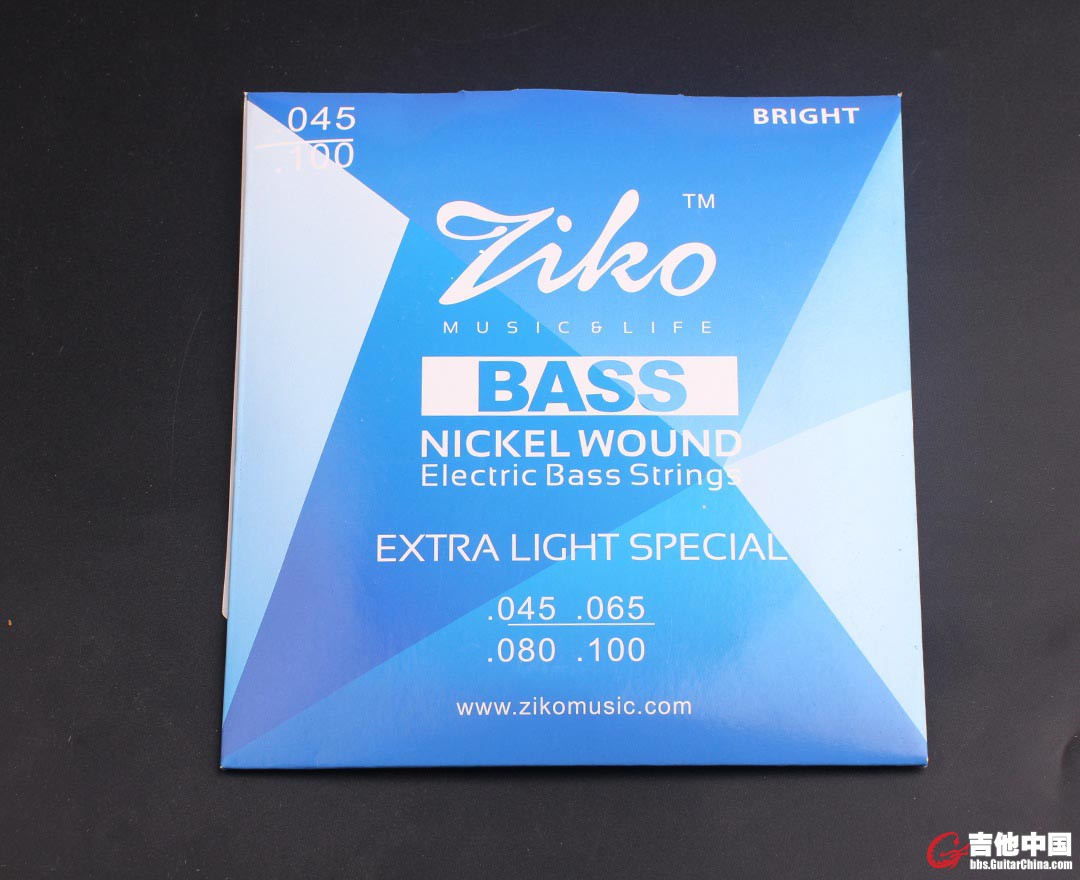 .045
.100
BRIGHT
Ziko TM
MUSIC & LIFE
BASS
NICKEL WOUND
Electric Bass Strings
EXTRA LIGHT SPECIAL
.045 .065
.080 .100
www.zikomusic.com
吉他中国
bbs.GuitarChina.com